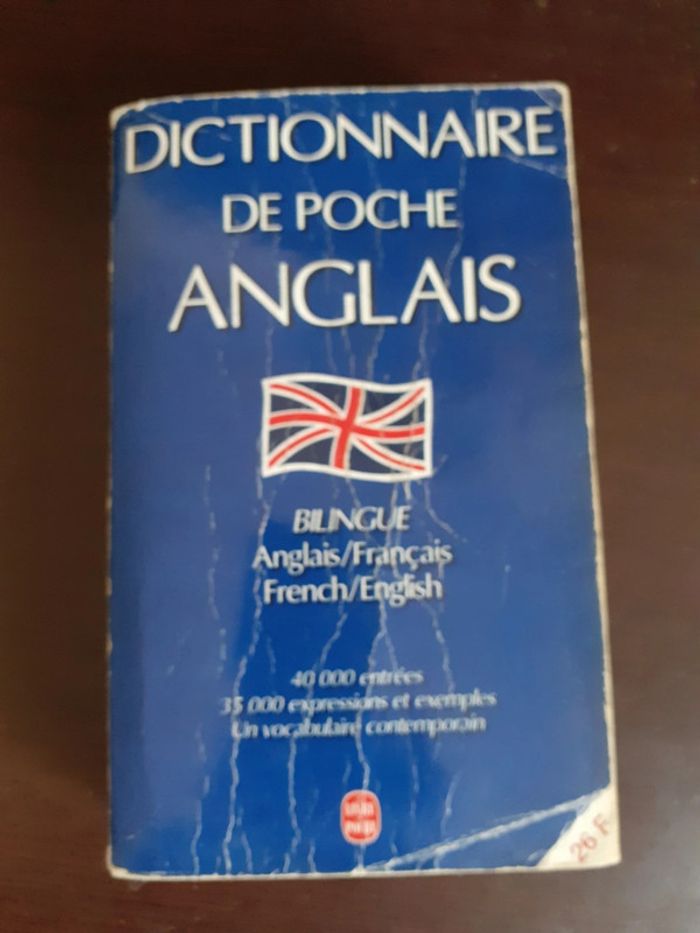 DICTIONNAIRE
DE POCHE
ANGLAIS
BILINGUE
Anglais/Français
French/English
40 000 entrées
35 000 expressions et exemples
Un vocabulaire contemporain
26 F